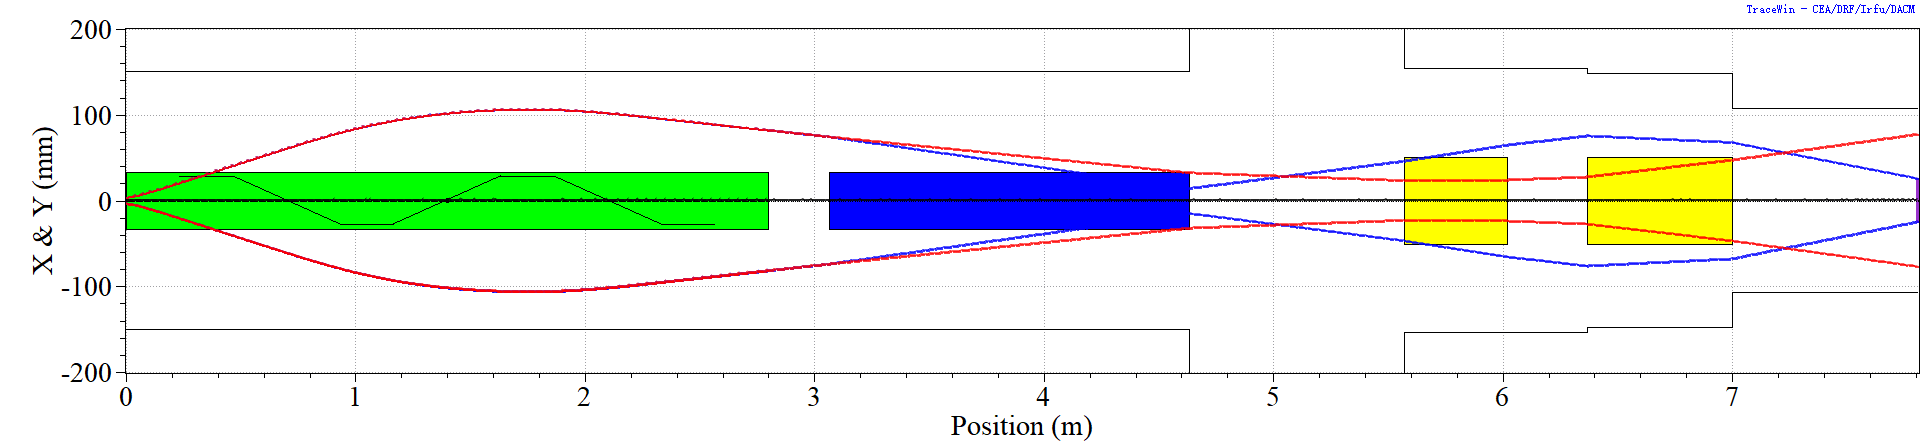 TraceWin - CEA/DRF/Irfu/DACM
200
100
0
-100
-200
X & Y (mm)
0 1 2 3 4 5 6 7
Position (m)